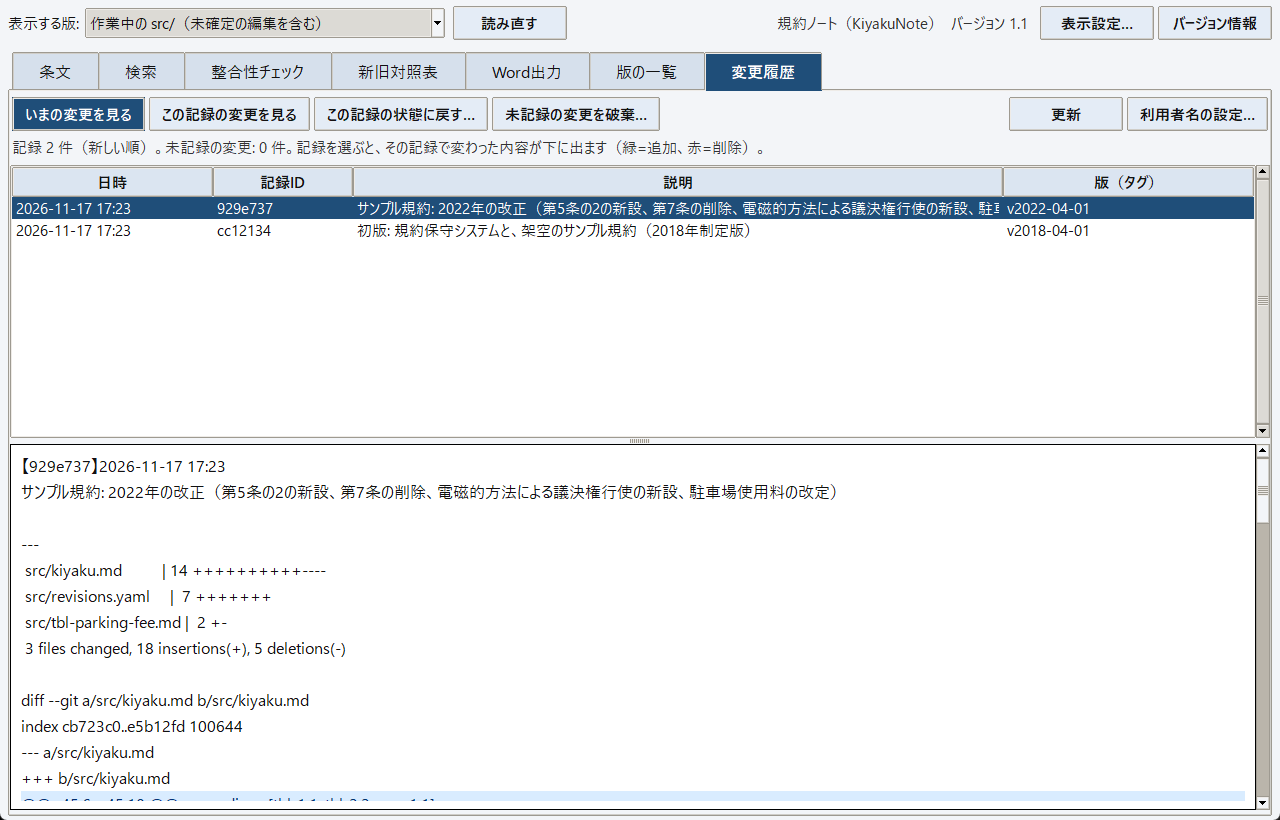 表示する版: 作業中の src/（未確定の編集を含む） 読み直す 規約ノート（KiyakuNote） バージョン 1.1 表示設定... バージョン情報
条文 検索 整合性チェック 新旧対照表 Word出力 版の一覧 変更履歴
いまの変更を見る この記録の変更を見る この記録の状態に戻す... 未記録の変更を破棄... 更新 利用者名の設定...
記録 2 件（新しい順）。未記録の変更: 0 件。記録を選ぶと、その記録で変わった内容が下に出ます（緑=追加、赤=削除）。
日時 記録ID 説明 版（タグ）
2026-11-17 17:23 929e737 サンプル規約: 2022年の改正（第5条の2の新設、第7条の削除、電磁的方法による議決権行使の新設、駐 v2022-04-01
2026-11-17 17:23 cc12134 初版: 規約保守システムと、架空のサンプル規約（2018年制定版） v2018-04-01
【929e737】2026-11-17 17:23
サンプル規約: 2022年の改正（第5条の2の新設、第7条の削除、電磁的方法による議決権行使の新設、駐車場使用料の改定）
---
src/kiyaku.md | 14 ++++++++++----
src/revisions.yaml | 7 +++++++
src/tbl-parking-fee.md | 2 +-
3 files changed, 18 insertions(+), 5 deletions(-)
diff --git a/src/kiyaku.md b/src/kiyaku.md
index cb723c0..e5b12fd 100644
--- a/src/kiyaku.md
+++ b/src/kiyaku.md